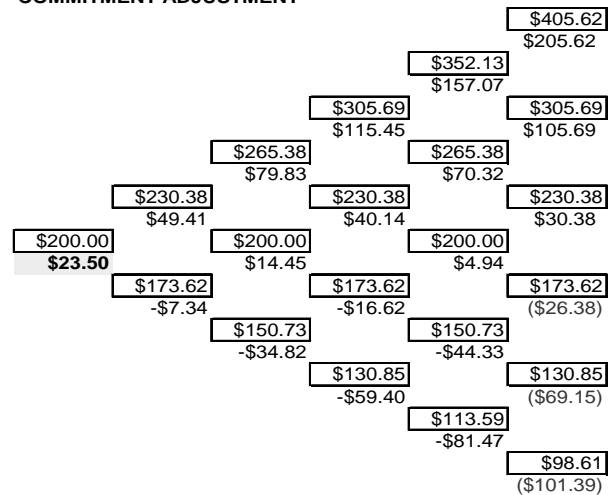 COMMITMENT ADJUSTMENT
$405.62
$205.62
$352.13
$157.07
$305.69 $305.69
$115.45 $105.69
$265.38 $265.38
$79.83 $70.32
$230.38 $230.38 $230.38
$49.41 $40.14 $30.38
$200.00 $200.00 $200.00
$23.50 $14.45 $4.94
$173.62 $173.62 $173.62
-$7.34 -$16.62 ($26.38)
$150.73 $150.73
-$34.82 -$44.33
$130.85 $130.85
-$59.40 ($69.15)
$113.59
-$81.47
$98.61
($101.39)